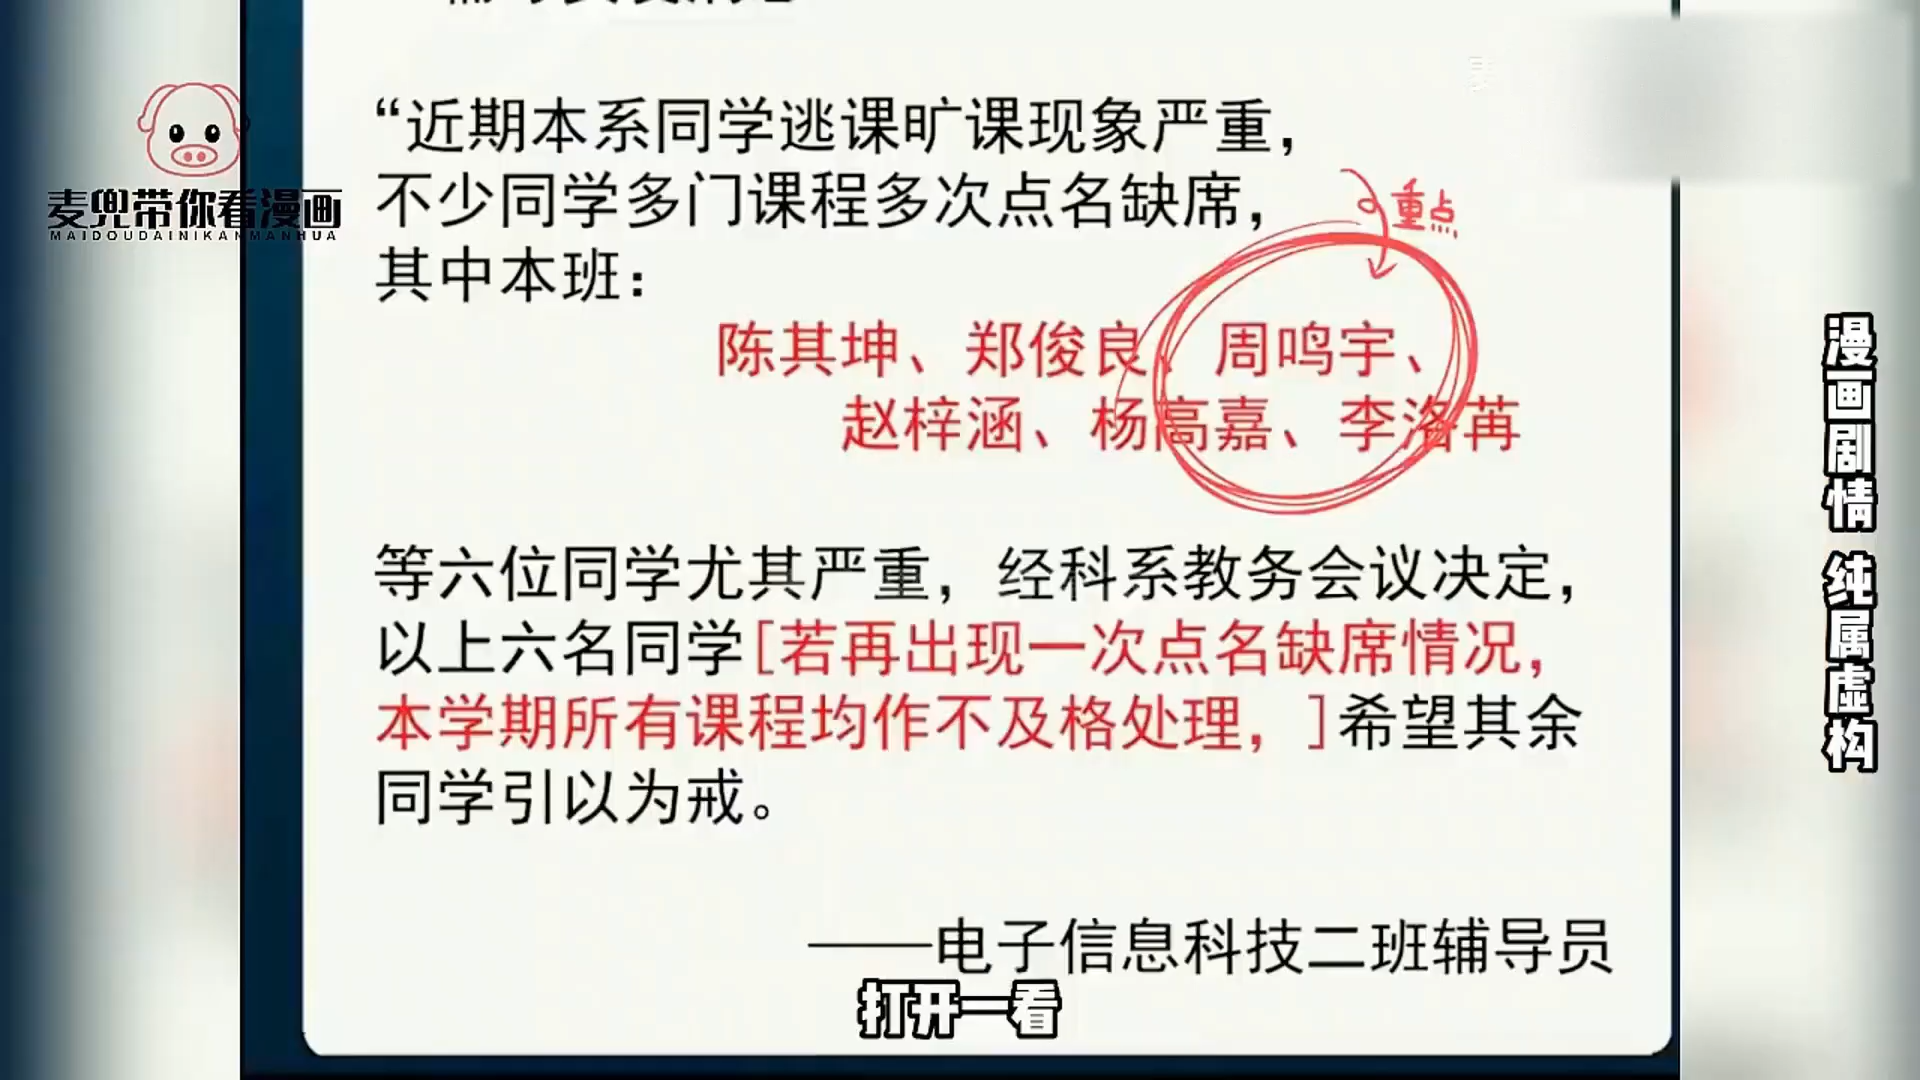 “近期本系同学逃课旷课现象严重，
不少同学多门课程多次点名缺席，
其中本班：
重点
陈其坤、郑俊良、周鸣宇、
赵梓涵、杨高嘉、李洛苒
等六位同学尤其严重，经科系教务会议决定，
以上六名同学[若再出现一次点名缺席情况，
本学期所有课程均作不及格处理，]希望其余
同学引以为戒。
——电子信息科技二班辅导员
打开一看
麦兜带你看漫画
MAIDOUDAINIKANMANHUA
漫画剧情 纯属虚构